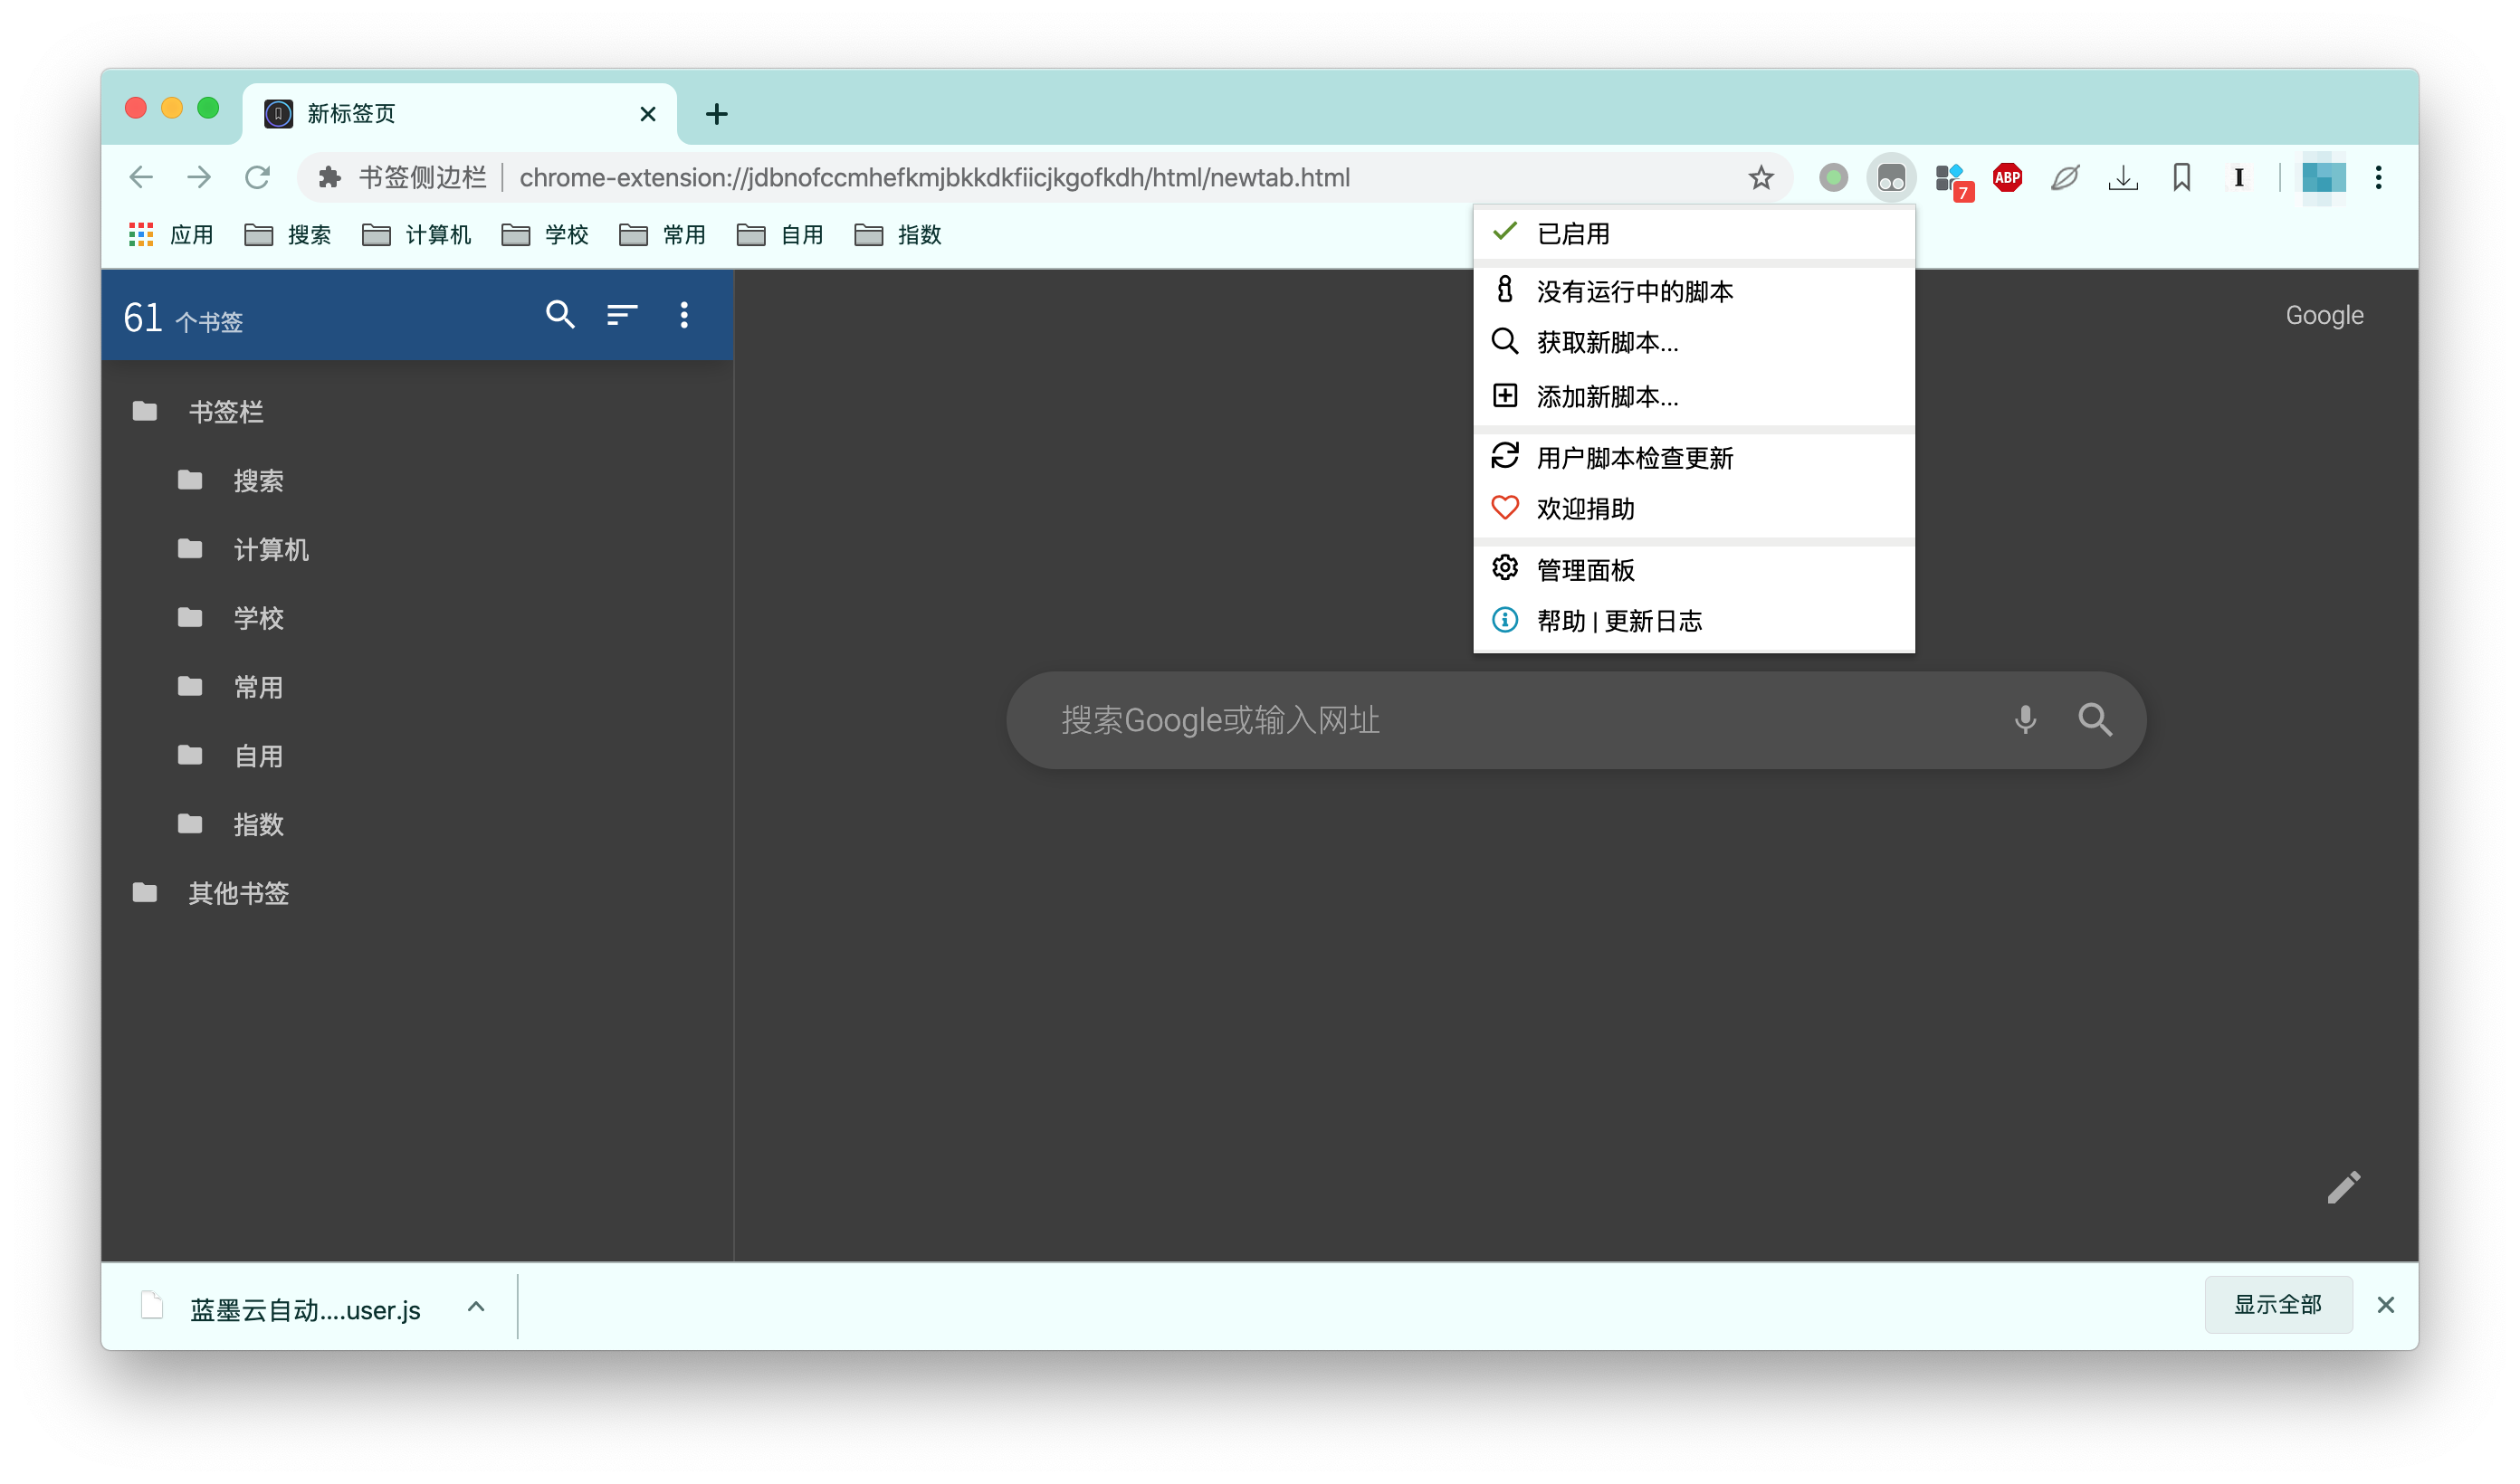 新标签页
书签侧边栏 | chrome-extension://jdbnofccmhefkmjbkkdkfiicjkgofkdh/html/newtab.html
7
ABP
I
应用 搜索 计算机 学校 常用 自用 指数
已启用
没有运行中的脚本
获取新脚本...
添加新脚本...
用户脚本检查更新
欢迎捐助
管理面板
帮助 | 更新日志
61 个书签
书签栏
搜索
计算机
学校
常用
自用
指数
其他书签
Google
搜索Google或输入网址
蓝墨云自动....user.js
显示全部